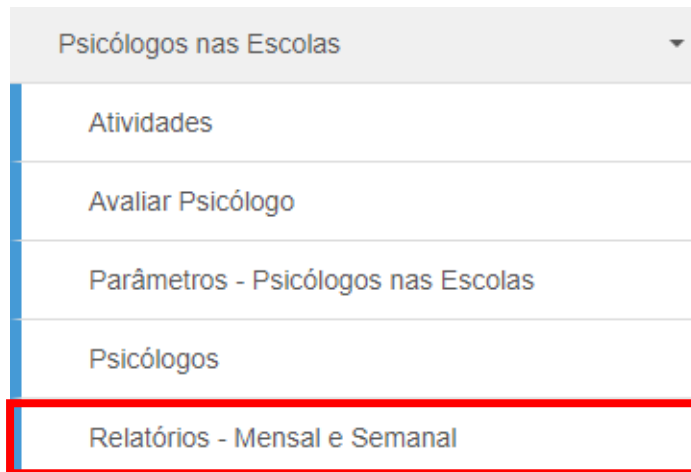 Psicólogos nas Escolas
Atividades
Avaliar Psicólogo
Parâmetros - Psicólogos nas Escolas
Psicólogos
Relatórios - Mensal e Semanal